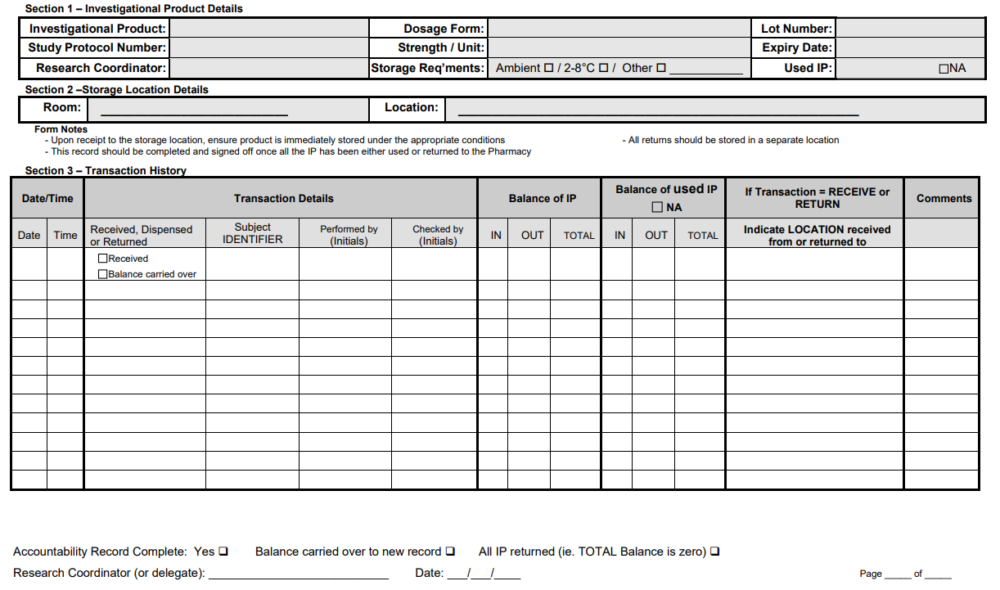 Section 1 – Investigational Product Details
Investigational Product: Dosage Form: Lot Number:
Study Protocol Number: Strength / Unit: Expiry Date:
Research Coordinator: Storage Req'ments: Ambient ☐ / 2-8°C ☐ / Other ☐ ___________ Used IP: ☐NA
Section 2 –Storage Location Details
Room: ____________________________ Location: ____________________________________________________________
Form Notes
- Upon receipt to the storage location, ensure product is immediately stored under the appropriate conditions - All returns should be stored in a separate location
- This record should be completed and signed off once all the IP has been either used or returned to the Pharmacy
Section 3 – Transaction History
Date/Time Transaction Details Balance of IP Balance of used IP ☐ NA If Transaction = RECEIVE or RETURN Comments
Date Time Received, Dispensed or Returned Subject IDENTIFIER Performed by (Initials) Checked by (Initials) IN OUT TOTAL IN OUT TOTAL Indicate LOCATION received from or returned to
☐Received
☐Balance carried over
Accountability Record Complete: Yes ❑ Balance carried over to new record ❑ All IP returned (ie. TOTAL Balance is zero) ❑
Research Coordinator (or delegate): ___________________________ Date: ___/___/____ Page _____ of _____